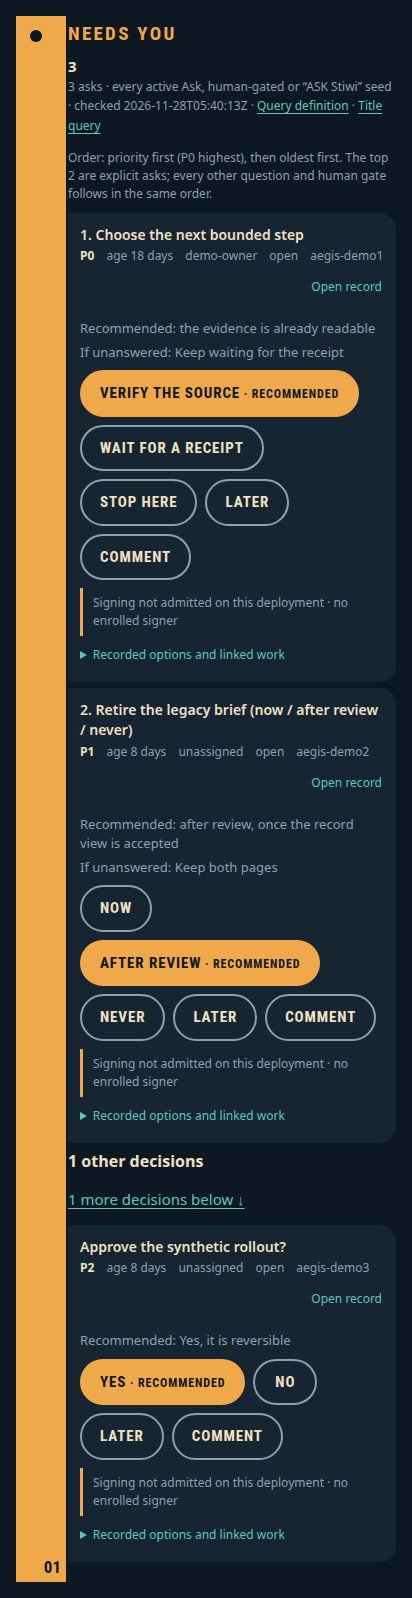 NEEDS YOU
3
3 asks · every active Ask, human-gated or “ASK Stiwi” seed
· checked 2026-11-28T05:40:13Z · Query definition · Title
query
Order: priority first (P0 highest), then oldest first. The top
2 are explicit asks; every other question and human gate
follows in the same order.
1. Choose the next bounded step
P0 age 18 days demo-owner open aegis-demo1
Open record
Recommended: the evidence is already readable
If unanswered: Keep waiting for the receipt
VERIFY THE SOURCE · RECOMMENDED
WAIT FOR A RECEIPT
STOP HERE LATER
COMMENT
Signing not admitted on this deployment · no
enrolled signer
▶ Recorded options and linked work
2. Retire the legacy brief (now / after review
/ never)
P1 age 8 days unassigned open aegis-demo2
Open record
Recommended: after review, once the record
view is accepted
If unanswered: Keep both pages
NOW
AFTER REVIEW · RECOMMENDED
NEVER LATER COMMENT
Signing not admitted on this deployment · no
enrolled signer
▶ Recorded options and linked work
1 other decisions
1 more decisions below ↓
Approve the synthetic rollout?
P2 age 8 days unassigned open aegis-demo3
Open record
Recommended: Yes, it is reversible
YES · RECOMMENDED NO
LATER COMMENT
Signing not admitted on this deployment · no
enrolled signer
▶ Recorded options and linked work
01